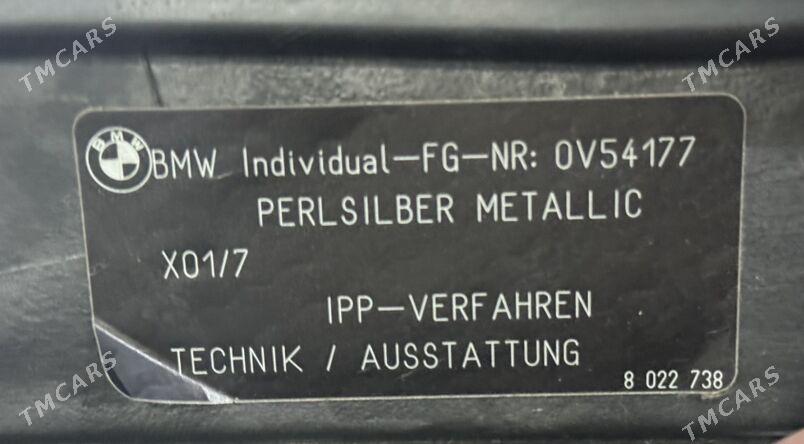 TMCARS
TMCARS
BMW
BMW Individual–FG–NR: 0V54177
PERLSILBER METALLIC
X01/7
IPP–VERFAHREN
TECHNIK / AUSSTATTUNG
8 022 738
TMCARS
TMCARS